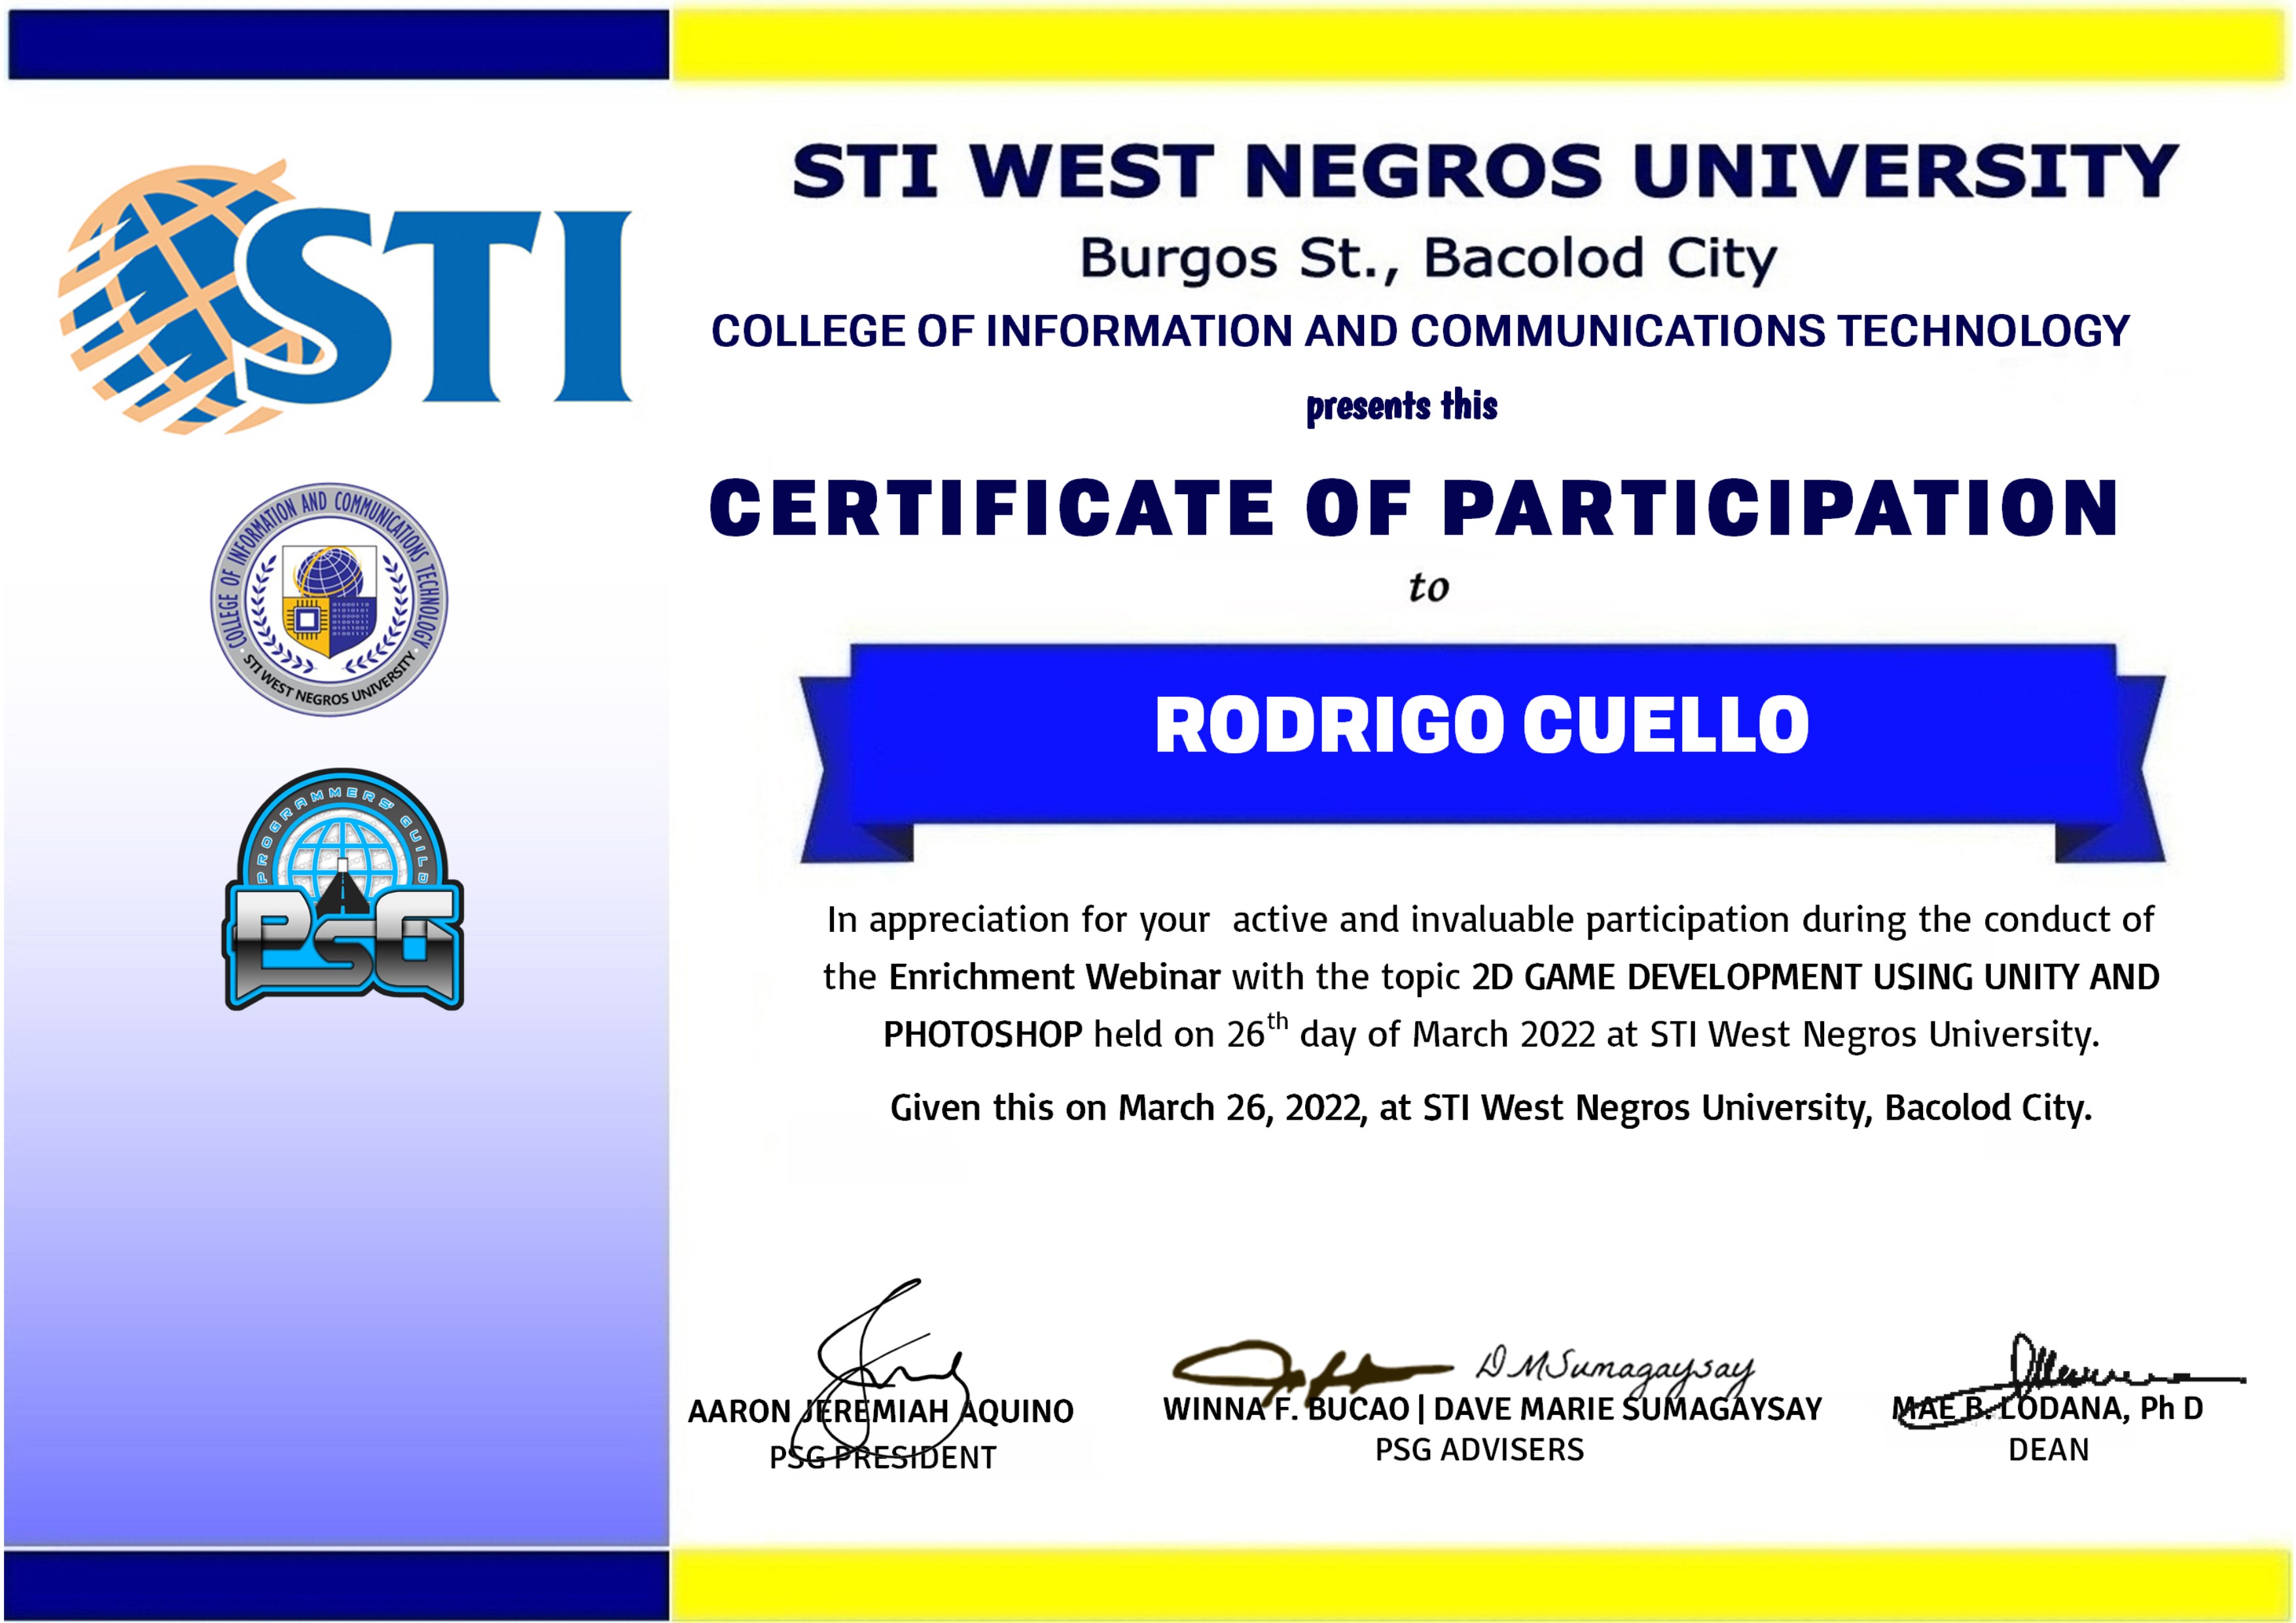 STI WEST NEGROS UNIVERSITY
Burgos St., Bacolod City
COLLEGE OF INFORMATION AND COMMUNICATIONS TECHNOLOGY
presents this
CERTIFICATE OF PARTICIPATION
to
RODRIGO CUELLO
In appreciation for your active and invaluable participation during the conduct of
the Enrichment Webinar with the topic 2D GAME DEVELOPMENT USING UNITY AND
PHOTOSHOP held on 26th day of March 2022 at STI West Negros University.
Given this on March 26, 2022, at STI West Negros University, Bacolod City.
D M Sumagaysay
AARON JEREMIAH AQUINO
PSG PRESIDENT
WINNA F. BUCAO | DAVE MARIE SUMAGAYSAY
PSG ADVISERS
MAE B. LODANA, Ph D
DEAN
STI
COLLEGE OF INFORMATION AND COMMUNICATIONS TECHNOLOGY
STI WEST NEGROS UNIVERSITY
PROGRAMMERS' GUILD
PSG